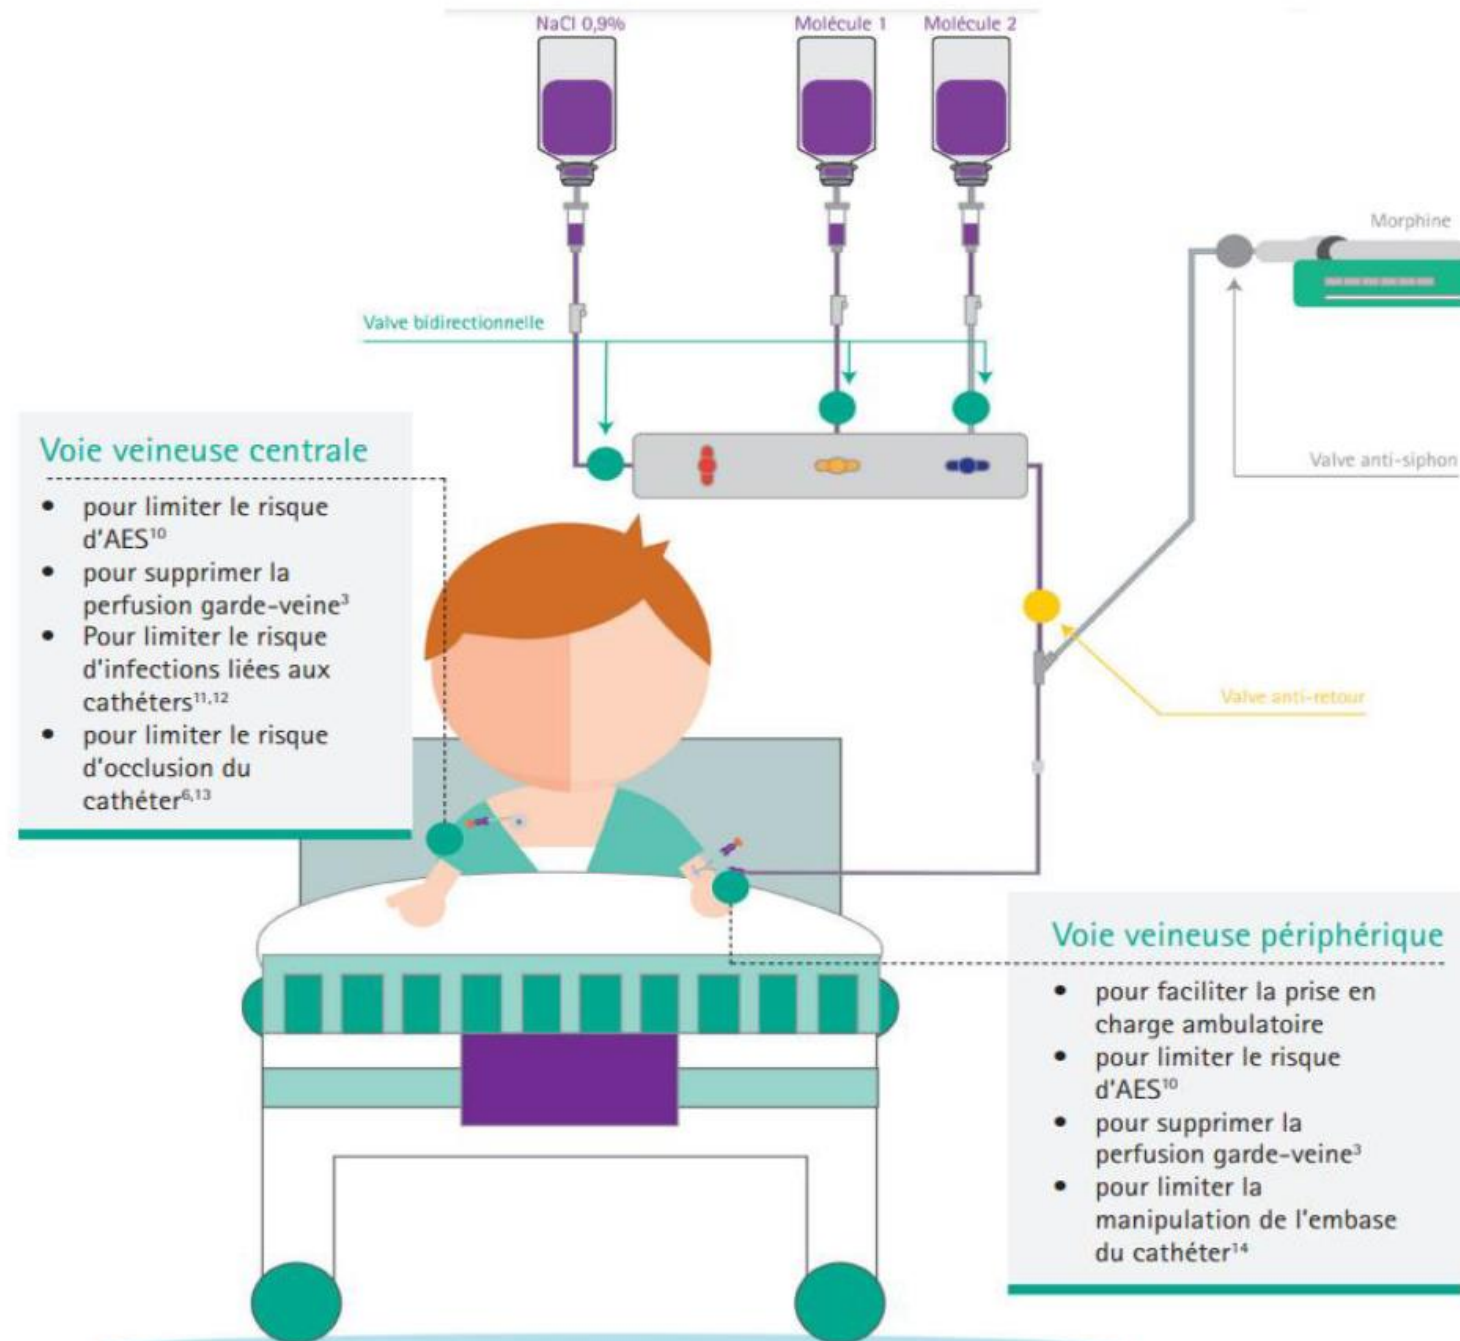 NaCl 0,9%
Molécule 1
Molécule 2
Morphine
Valve bidirectionnelle
Valve anti-siphon
Valve anti-retour
Voie veineuse centrale
• pour limiter le risque
d'AES¹⁰
• pour supprimer la
perfusion garde-veine³
• Pour limiter le risque
d'infections liées aux
cathéters¹¹,¹²
• pour limiter le risque
d'occlusion du
cathéter⁶,¹³
Voie veineuse périphérique
• pour faciliter la prise en
charge ambulatoire
• pour limiter le risque
d'AES¹⁰
• pour supprimer la
perfusion garde-veine³
• pour limiter la
manipulation de l'embase
du cathéter¹⁴